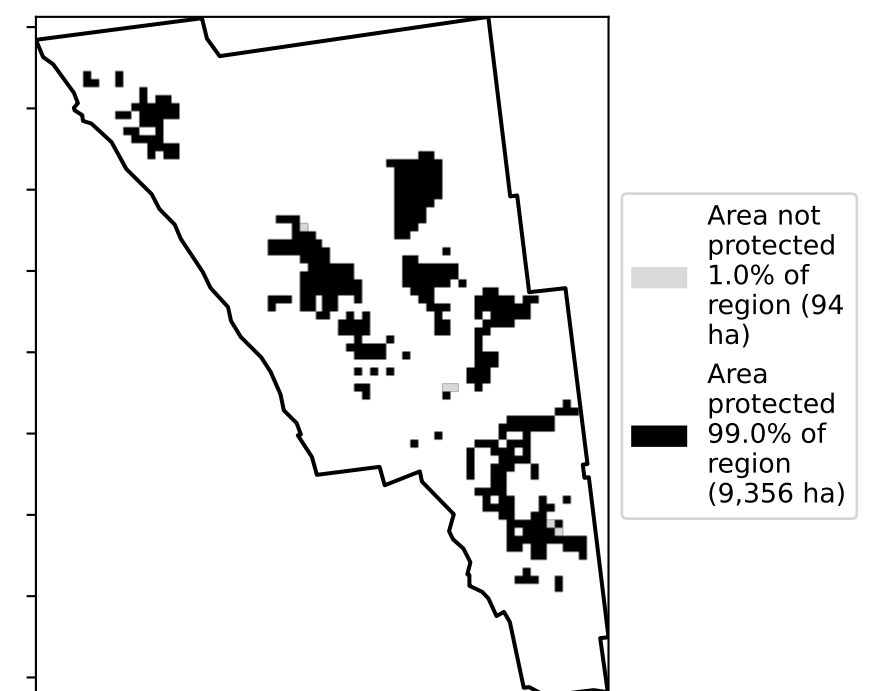 Area not
protected
1.0% of
region (94
ha)
Area
protected
99.0% of
region
(9,356 ha)